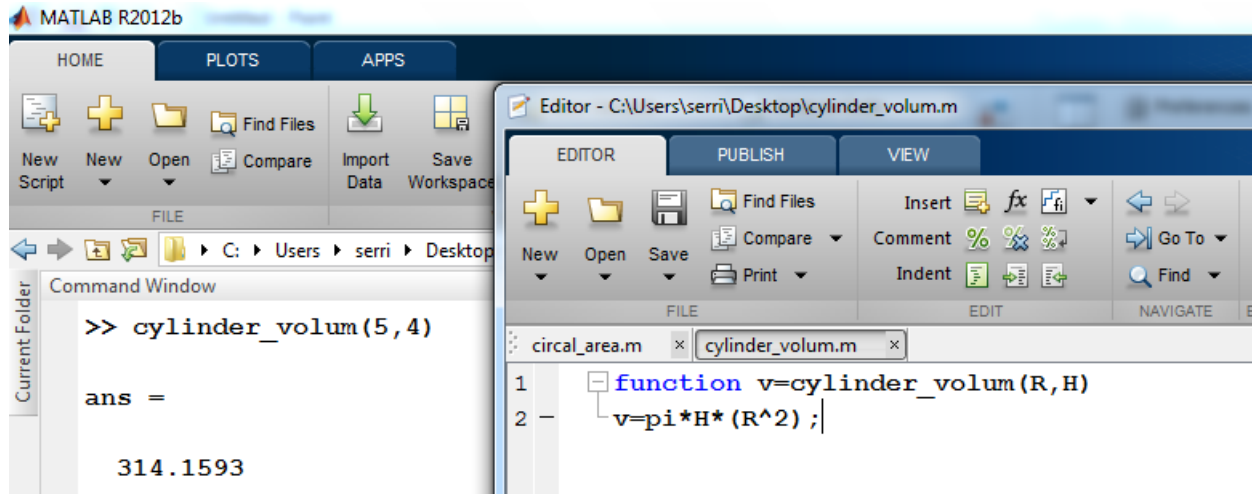 MATLAB R2012b
HOME PLOTS APPS
New Script
New
Open
Find Files
Compare
Import Data
Save Workspace
FILE
C: Users serri Desktop
Current Folder
Command Window
>> cylinder_volum(5,4)
ans =
314.1593
Editor - C:\Users\serri\Desktop\cylinder_volum.m
EDITOR PUBLISH VIEW
New
Open
Save
Find Files
Compare
Print
FILE
Insert fx fi
Comment % % %
Indent
EDIT
Go To
Find
NAVIGATE
circal_area.m × cylinder_volum.m ×
1 function v=cylinder_volum(R,H)
2 — v=pi*H*(R^2);